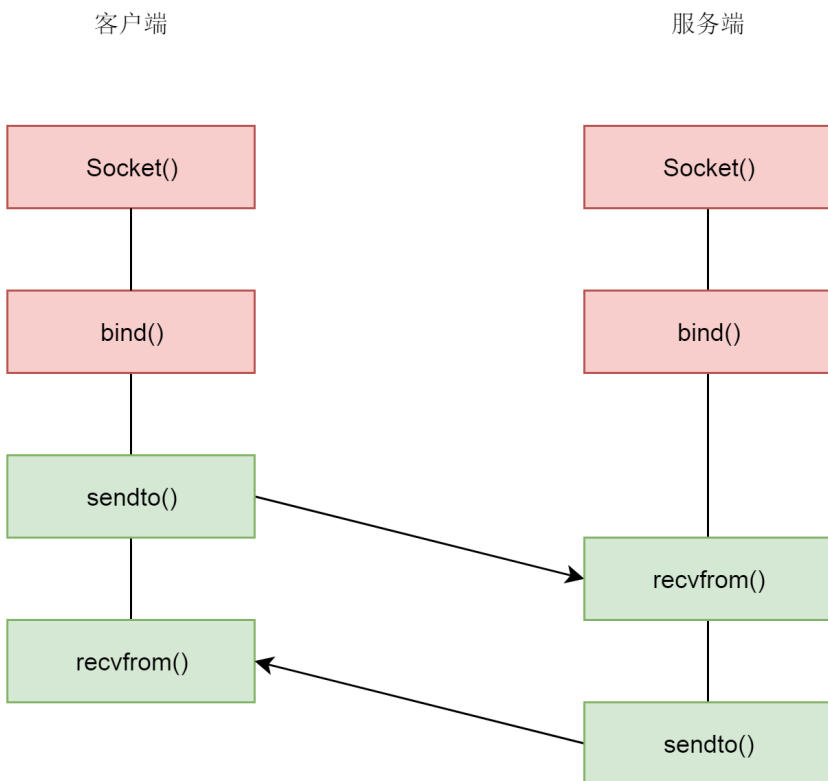 客户端
服务端
Socket()
Socket()
bind()
bind()
sendto()
recvfrom()
recvfrom()
sendto()